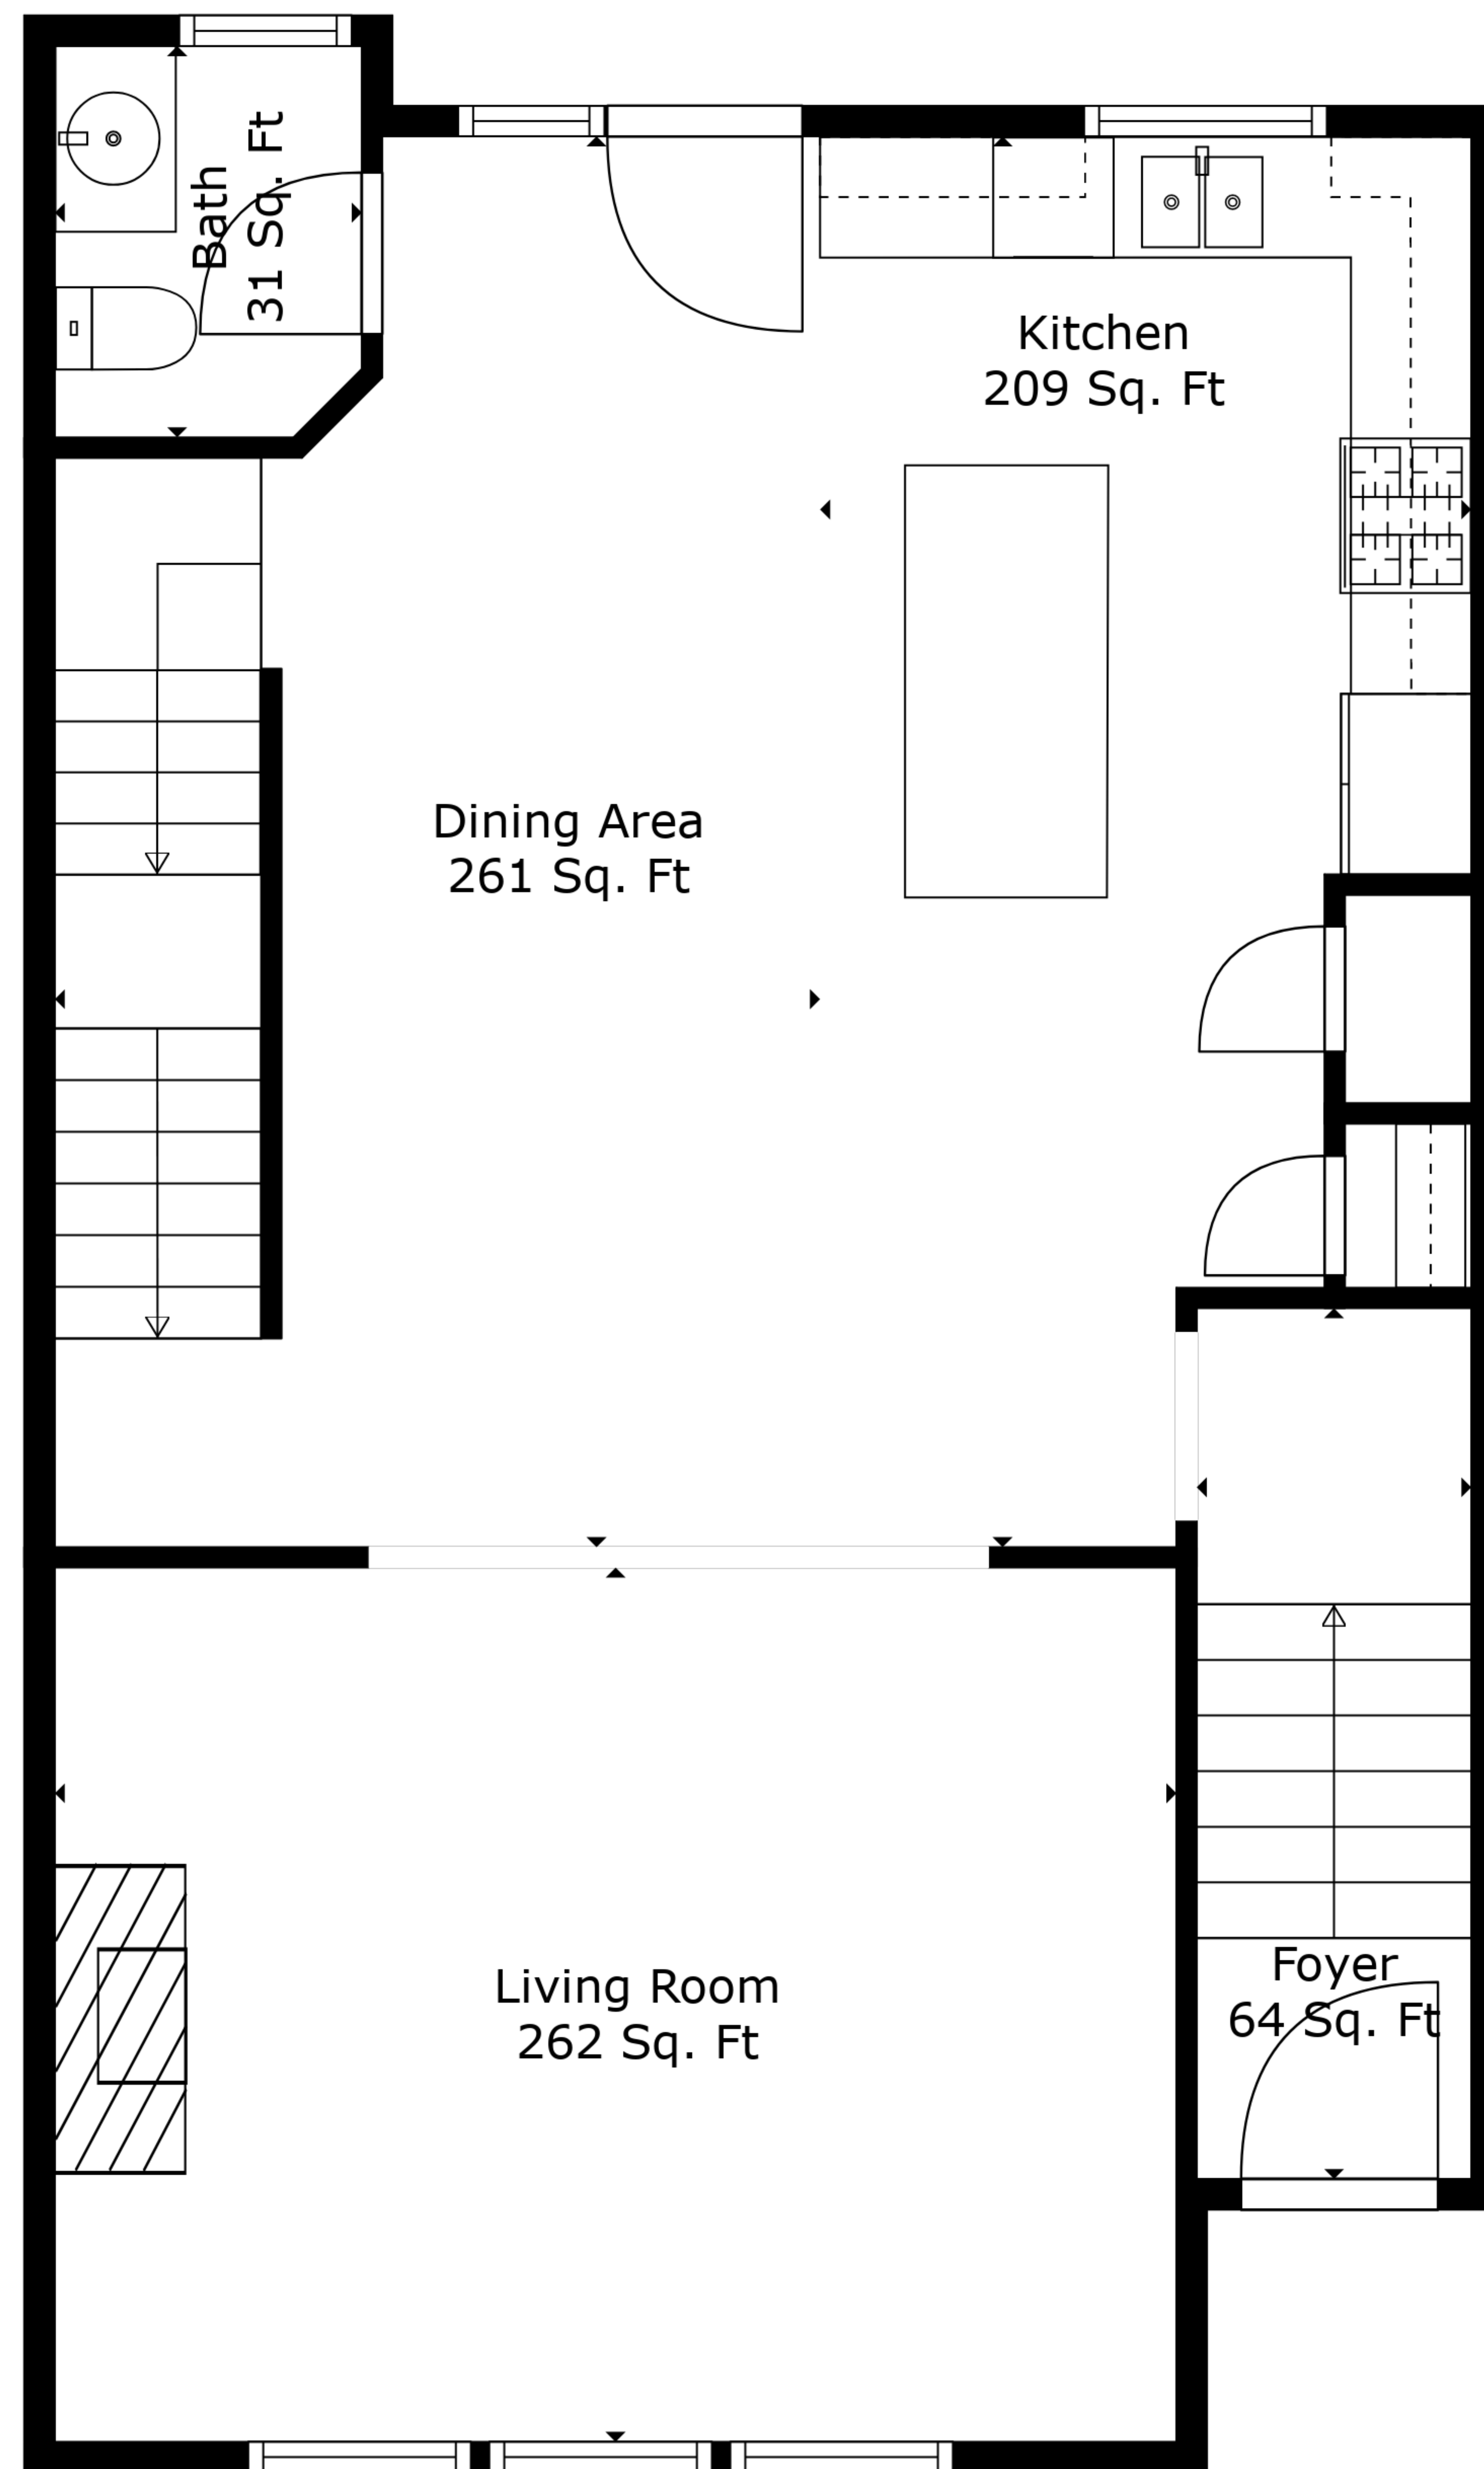 Bath
31 Sq. Ft
Kitchen
209 Sq. Ft
Dining Area
261 Sq. Ft
Living Room
262 Sq. Ft
Foyer
64 Sq. Ft